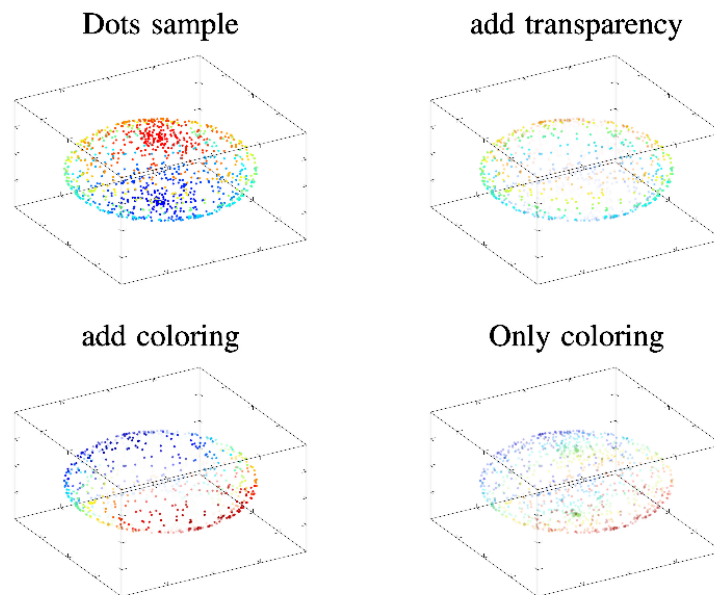 Dots sample
add transparency
add coloring
Only coloring